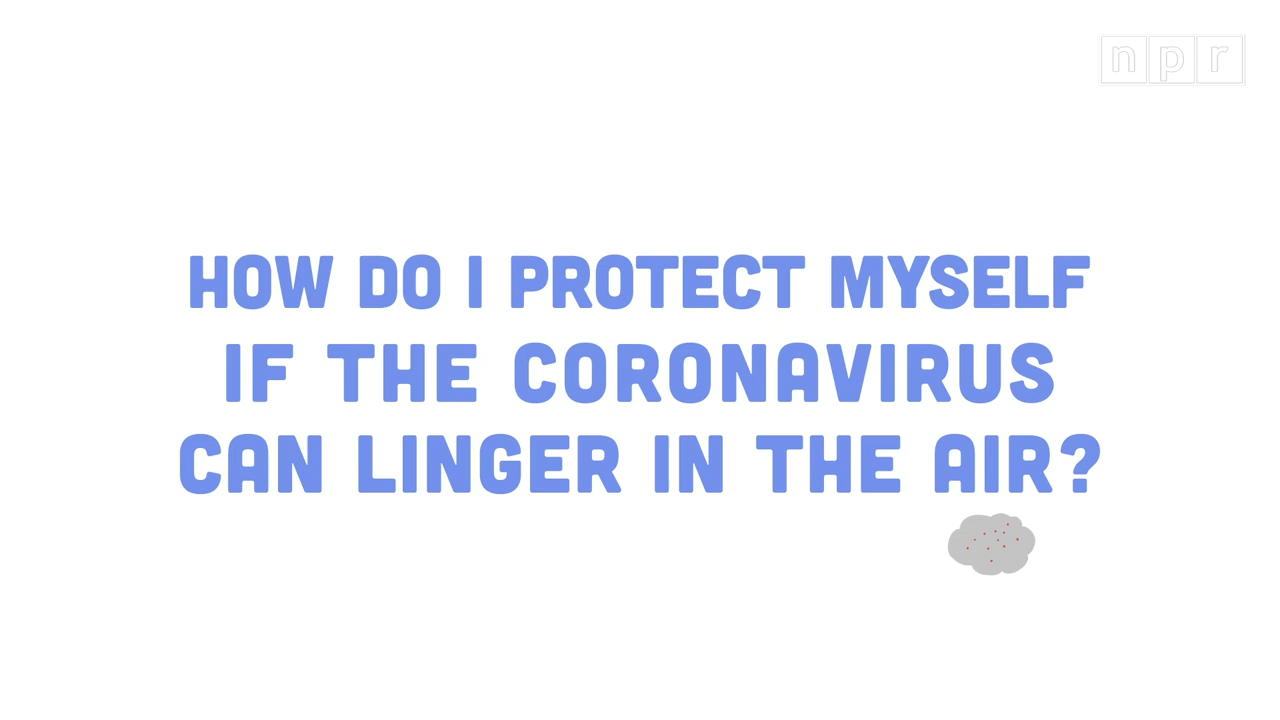 npr
HOW DO I PROTECT MYSELF
IF THE CORONAVIRUS
CAN LINGER IN THE AIR?